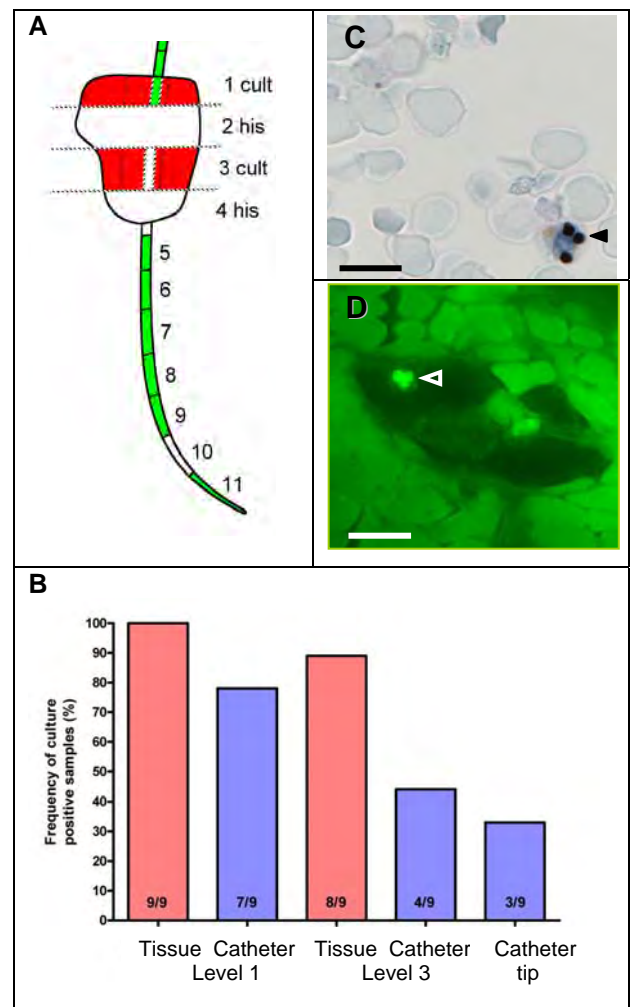 A
1 cult
2 his
3 cult
4 his
5
6
7
8
9
10
11
C
D
B
Frequency of culture
positive samples (%)
100
90
80
70
60
50
40
30
20
10
0
9/9 7/9 8/9 4/9 3/9
Tissue Catheter Tissue Catheter Catheter
Level 1 Level 3 tip